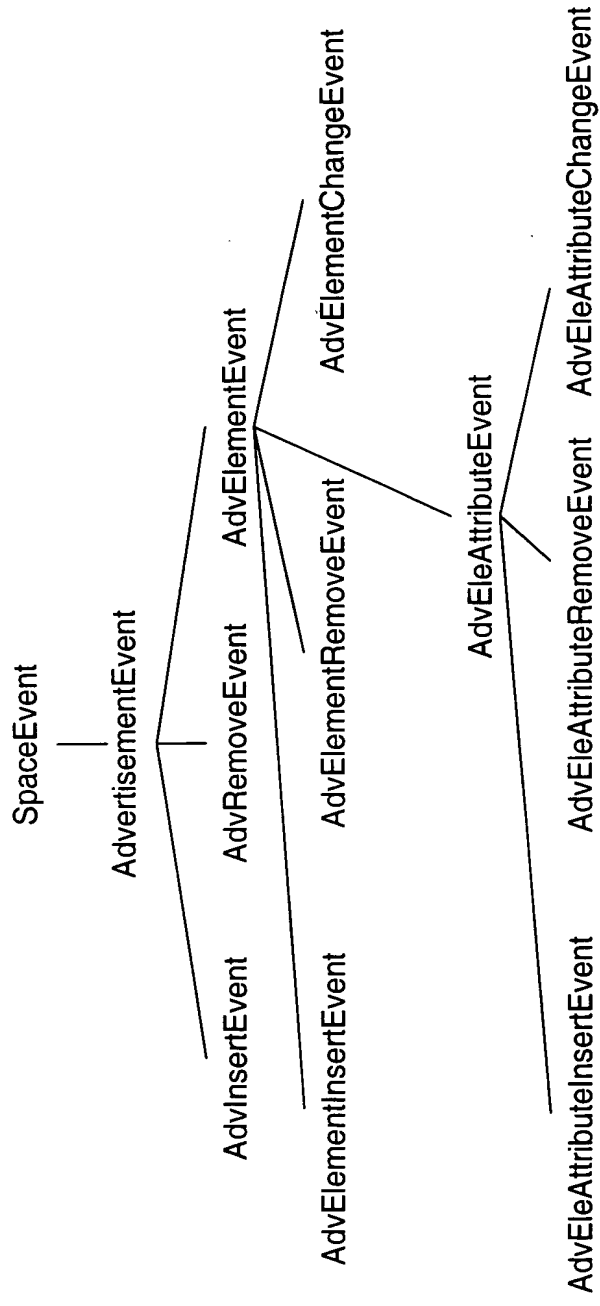 SpaceEvent
AdvertisementEvent
AdvInsertEvent
AdvRemoveEvent
AdvElementEvent
AdvElementInsertEvent
AdvElementRemoveEvent
AdvElementChangeEvent
AdvEleAttributeEvent
AdvEleAttributeInsertEvent
AdvEleAttributeRemoveEvent
AdvEleAttributeChangeEvent